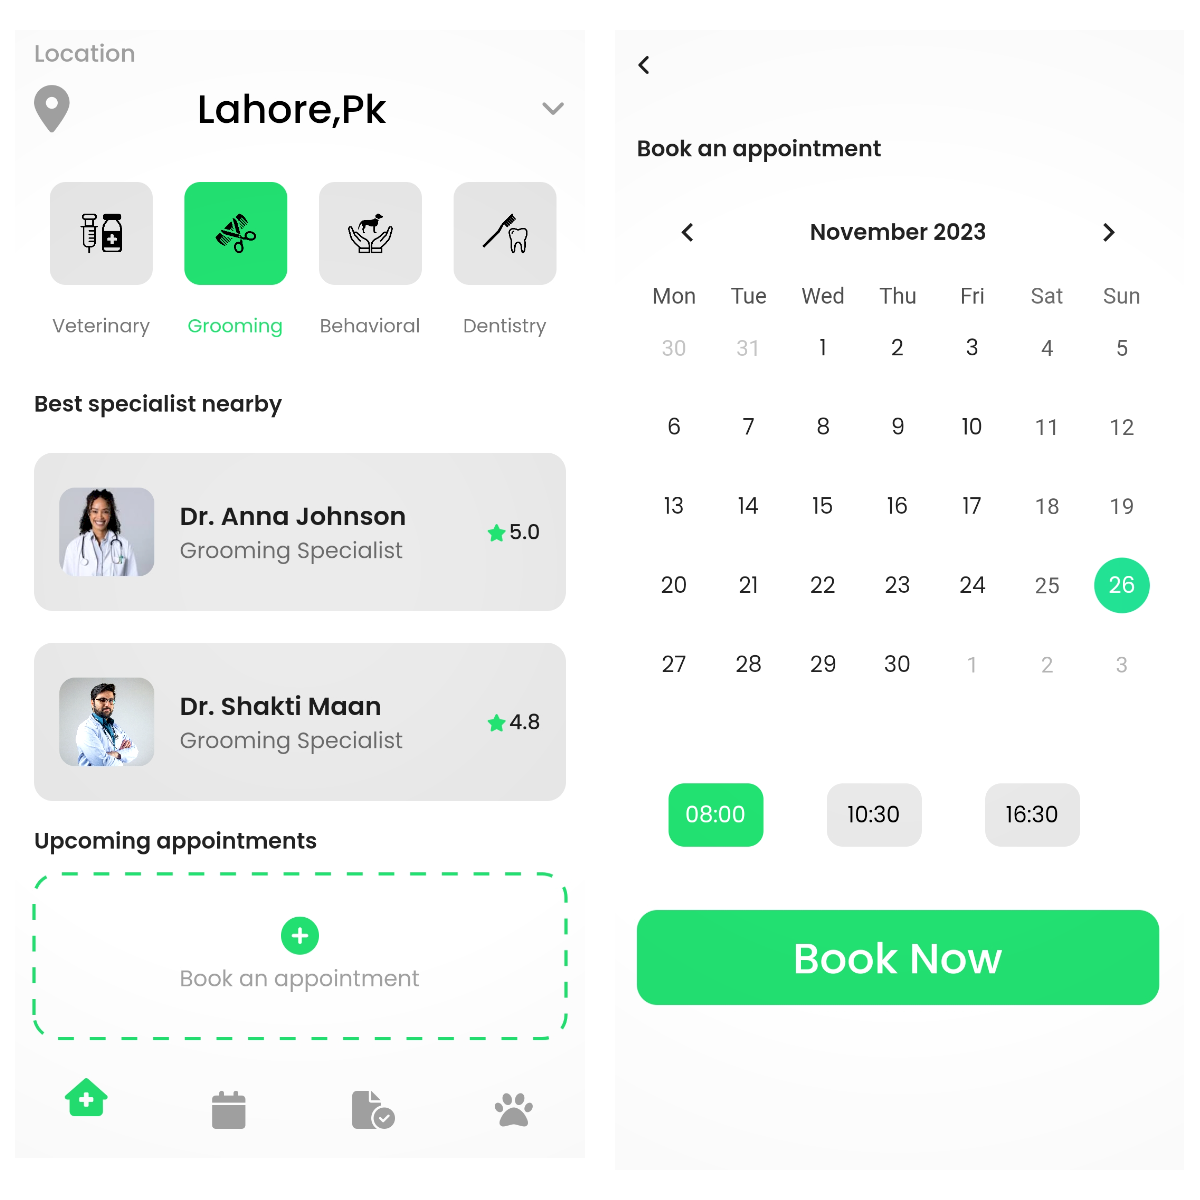 Location
Lahore,Pk
Veterinary Grooming Behavioral Dentistry
Best specialist nearby
Dr. Anna Johnson
Grooming Specialist
5.0
Dr. Shakti Maan
Grooming Specialist
4.8
Upcoming appointments
Book an appointment
Book an appointment
November 2023
Mon Tue Wed Thu Fri Sat Sun
30 31 1 2 3 4 5
6 7 8 9 10 11 12
13 14 15 16 17 18 19
20 21 22 23 24 25 26
27 28 29 30 1 2 3
08:00 10:30 16:30
Book Now